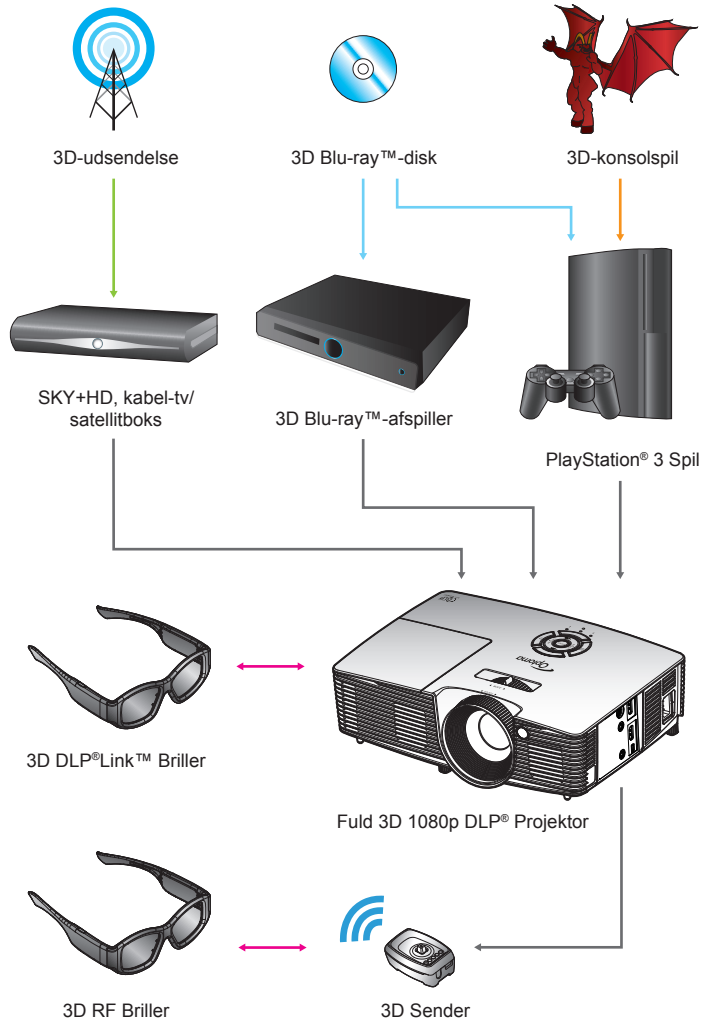 3D-udsendelse
3D Blu-ray™-disk
3D-konsolspil
SKY+HD, kabel-tv/
satellitboks
3D Blu-ray™-afspiller
PlayStation® 3 Spil
Optoma
3D DLP®Link™ Briller
Fuld 3D 1080p DLP® Projektor
3D RF Briller
3D Sender